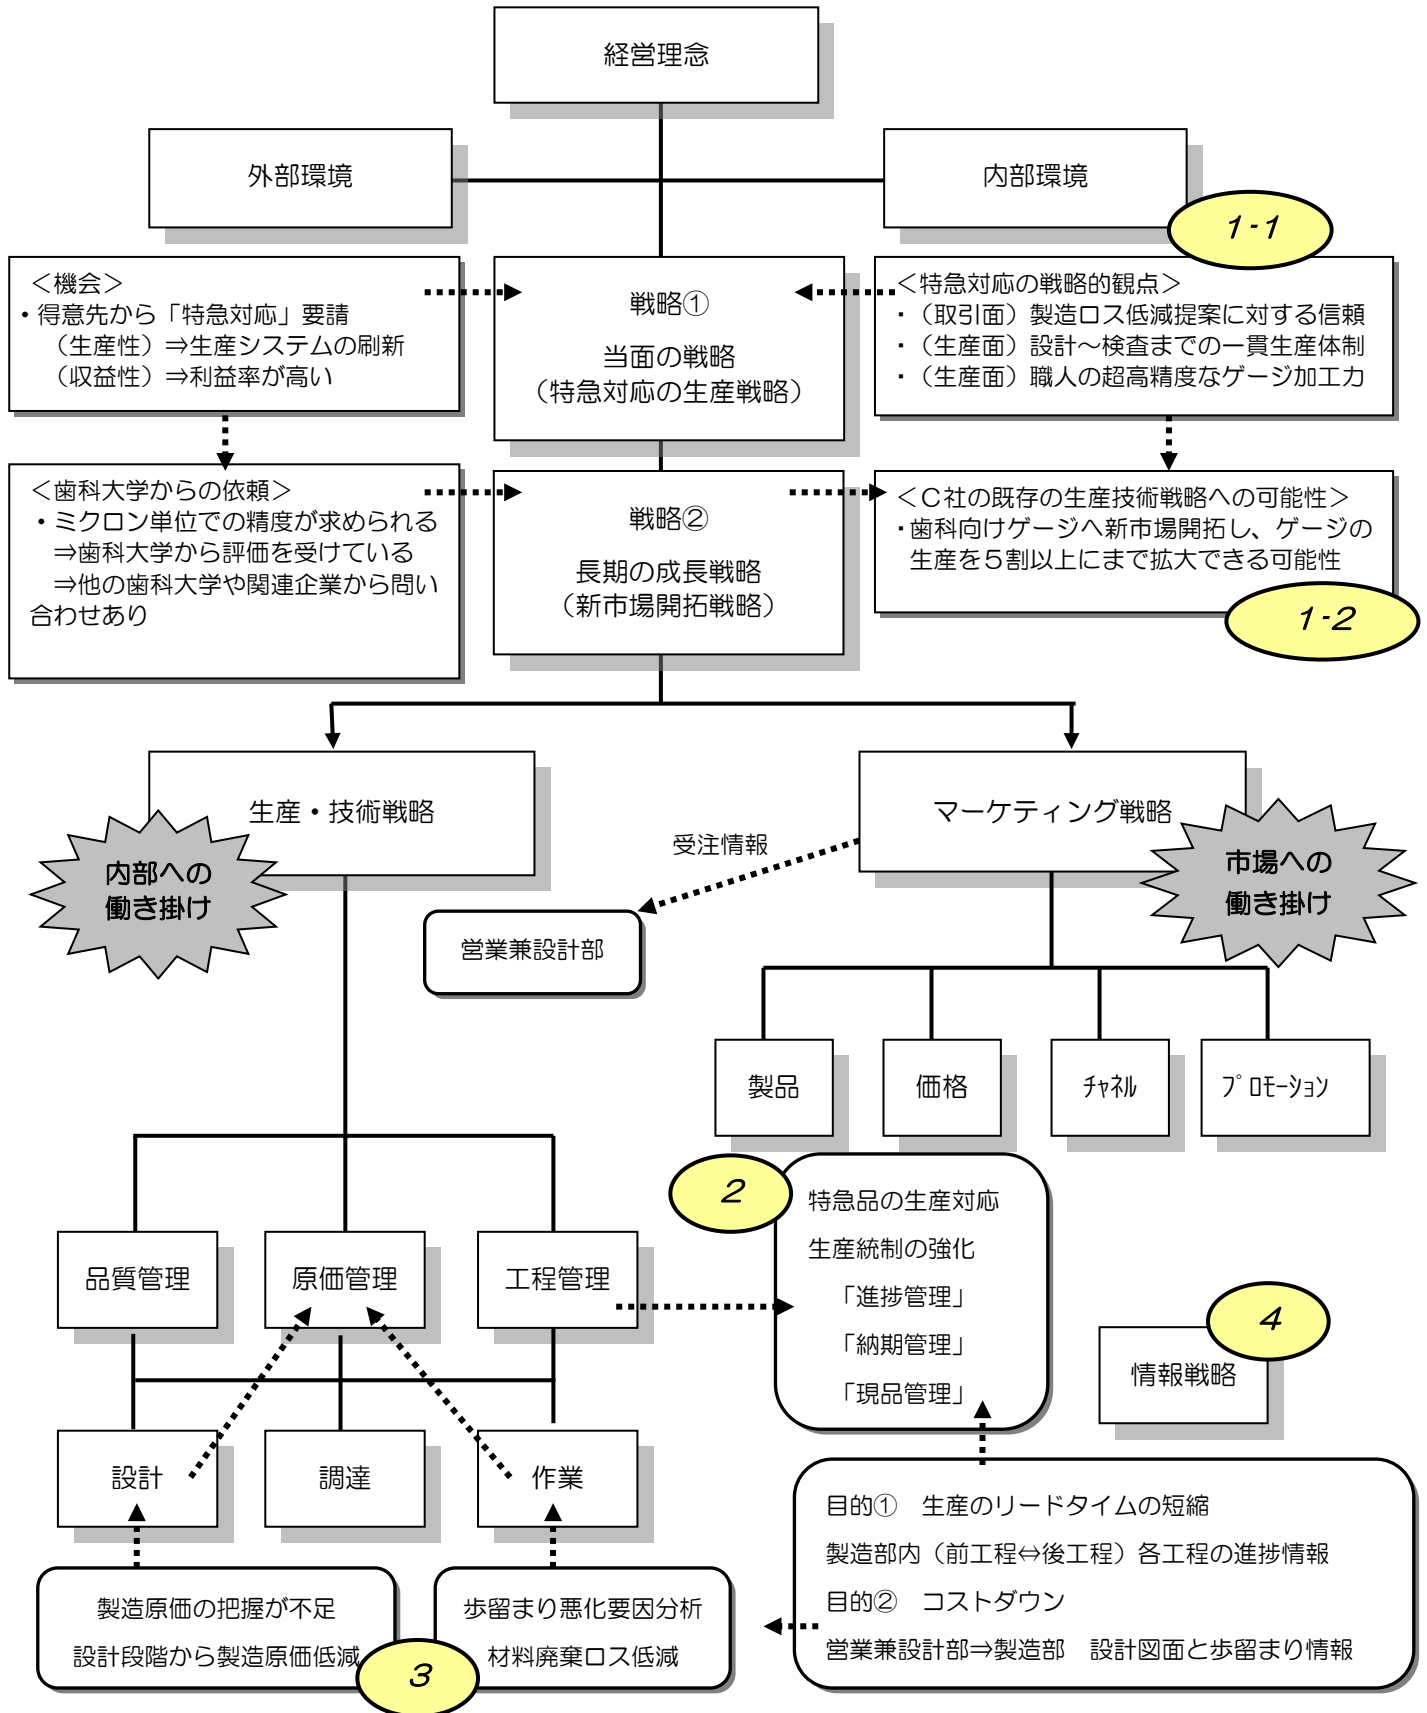 経営理念
外部環境
内部環境
1-1
＜機会＞
・得意先から「特急対応」要請
（生産性）⇒生産システムの刷新
（収益性）⇒利益率が高い
戦略①
当面の戦略
（特急対応の生産戦略）
＜特急対応の戦略的観点＞
・（取引面）製造ロス低減提案に対する信頼
・（生産面）設計～検査までの一貫生産体制
・（生産面）職人の超高精度なゲージ加工力
＜歯科大学からの依頼＞
・ミクロン単位での精度が求められる
⇒歯科大学から評価を受けている
⇒他の歯科大学や関連企業から問い
合わせあり
戦略②
長期の成長戦略
（新市場開拓戦略）
＜C社の既存の生産技術戦略への可能性＞
・歯科向けゲージへ新市場開拓し、ゲージの
生産を５割以上にまで拡大できる可能性
1-2
生産・技術戦略
内部への
働き掛け
マーケティング戦略
市場への
働き掛け
受注情報
営業兼設計部
製品
価格
ﾁｬﾈﾙ
ﾌﾟﾛﾓｰｼｮﾝ
2
特急品の生産対応
生産統制の強化
「進捗管理」
「納期管理」
「現品管理」
品質管理
原価管理
工程管理
4
情報戦略
設計
調達
作業
目的①　生産のリードタイムの短縮
製造部内（前工程⇔後工程）各工程の進捗情報
目的②　コストダウン
営業兼設計部⇒製造部　設計図面と歩留まり情報
製造原価の把握が不足
設計段階から製造原価低減
3
歩留まり悪化要因分析
材料廃棄ロス低減